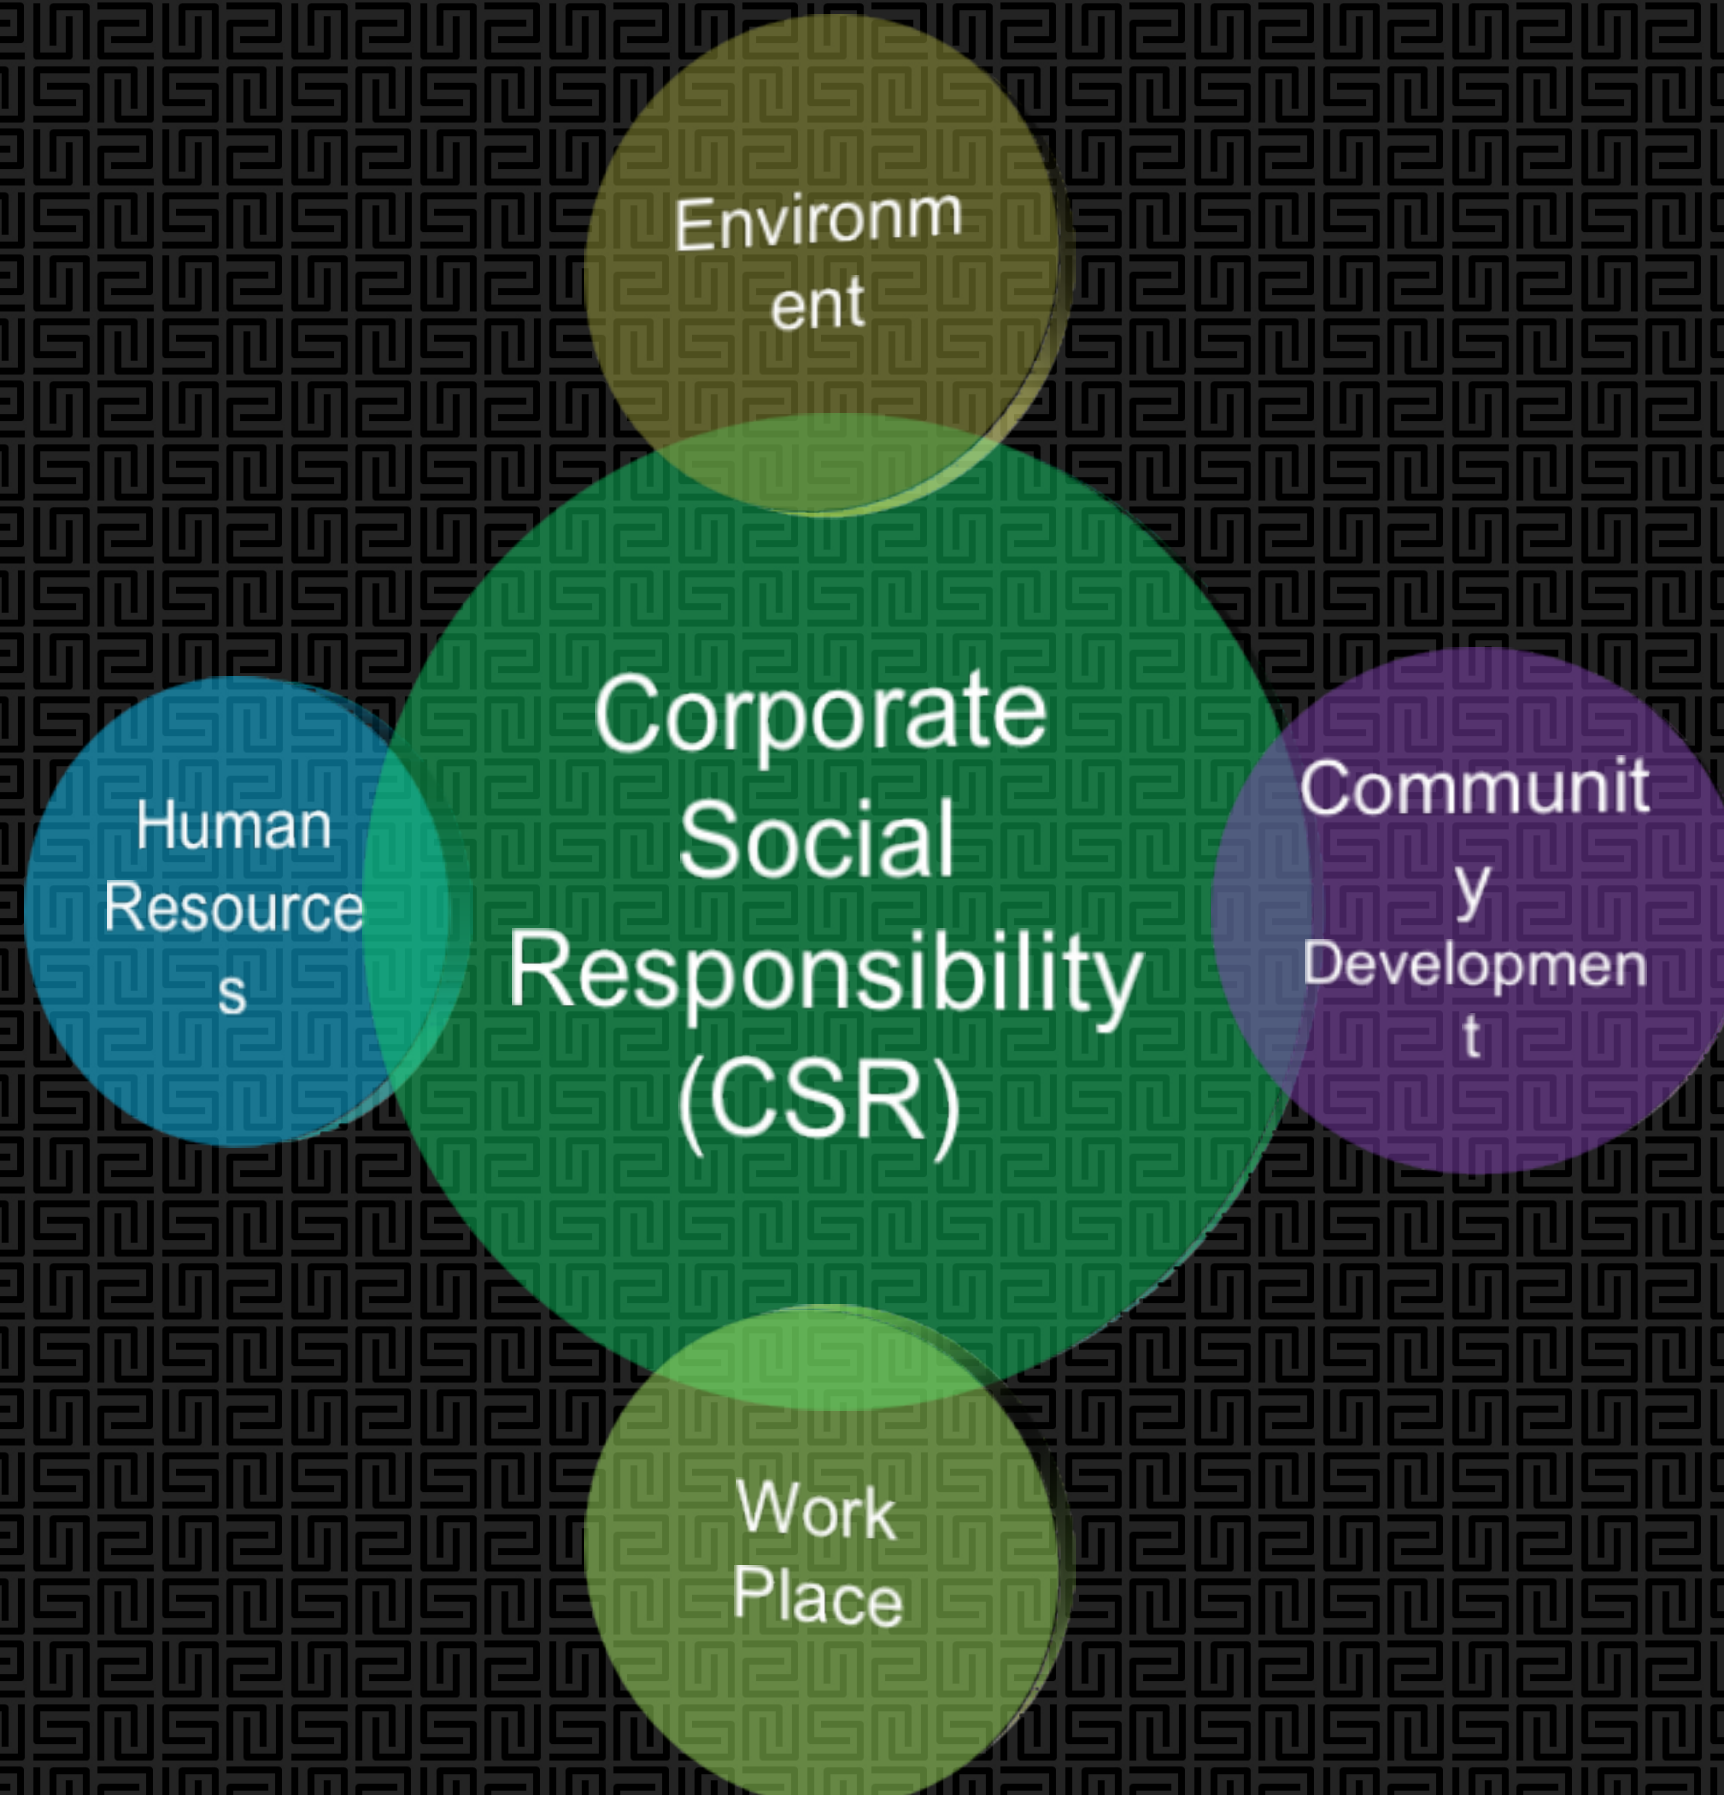 Environm
ent
Corporate
Social
Responsibility
(CSR)
Human
Resource
s
Communit
y
Developmen
t
Work
Place